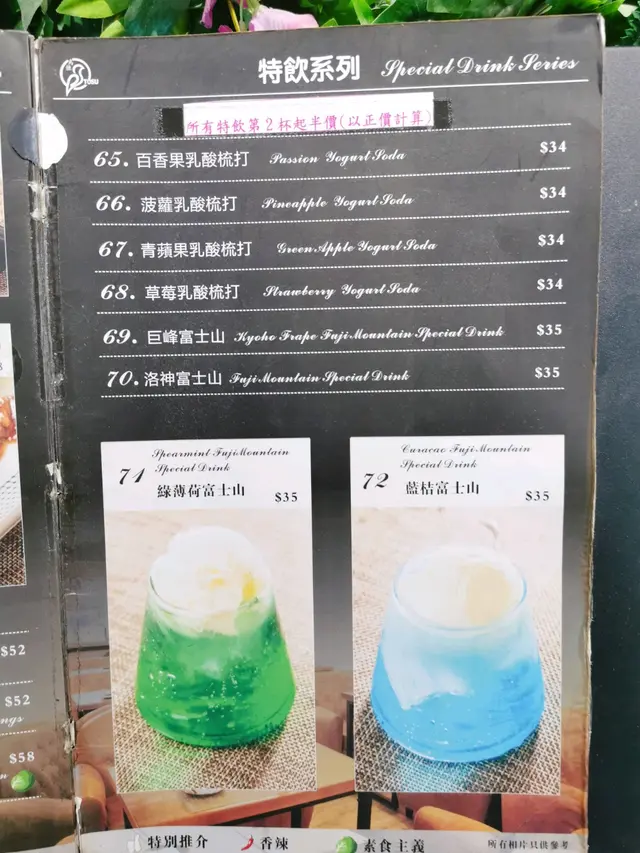 TORU
特飲系列 Special Drink Series
所有特飲第2杯起半價(以正價計算)
65. 百香果乳酸梳打 Passion Yogurt Soda $34
66. 菠蘿乳酸梳打 Pineapple Yogurt Soda $34
67. 青蘋果乳酸梳打 Green Apple Yogurt Soda $34
68. 草莓乳酸梳打 Strawberry Yogurt Soda $34
69. 巨峰富士山 Kyoho Frape Fuji Mountain Special Drink $35
70. 洛神富士山 Fuji Mountain Special Drink $35
Spearmint Fuji Mountain
Special Drink
71 綠薄荷富士山 $35
Curacao Fuji Mountain
Special Drink
72 藍桔富士山 $35
$52
$52
ngs
$58
n
特別推介 香辣 素食主義 所有相片只供參考